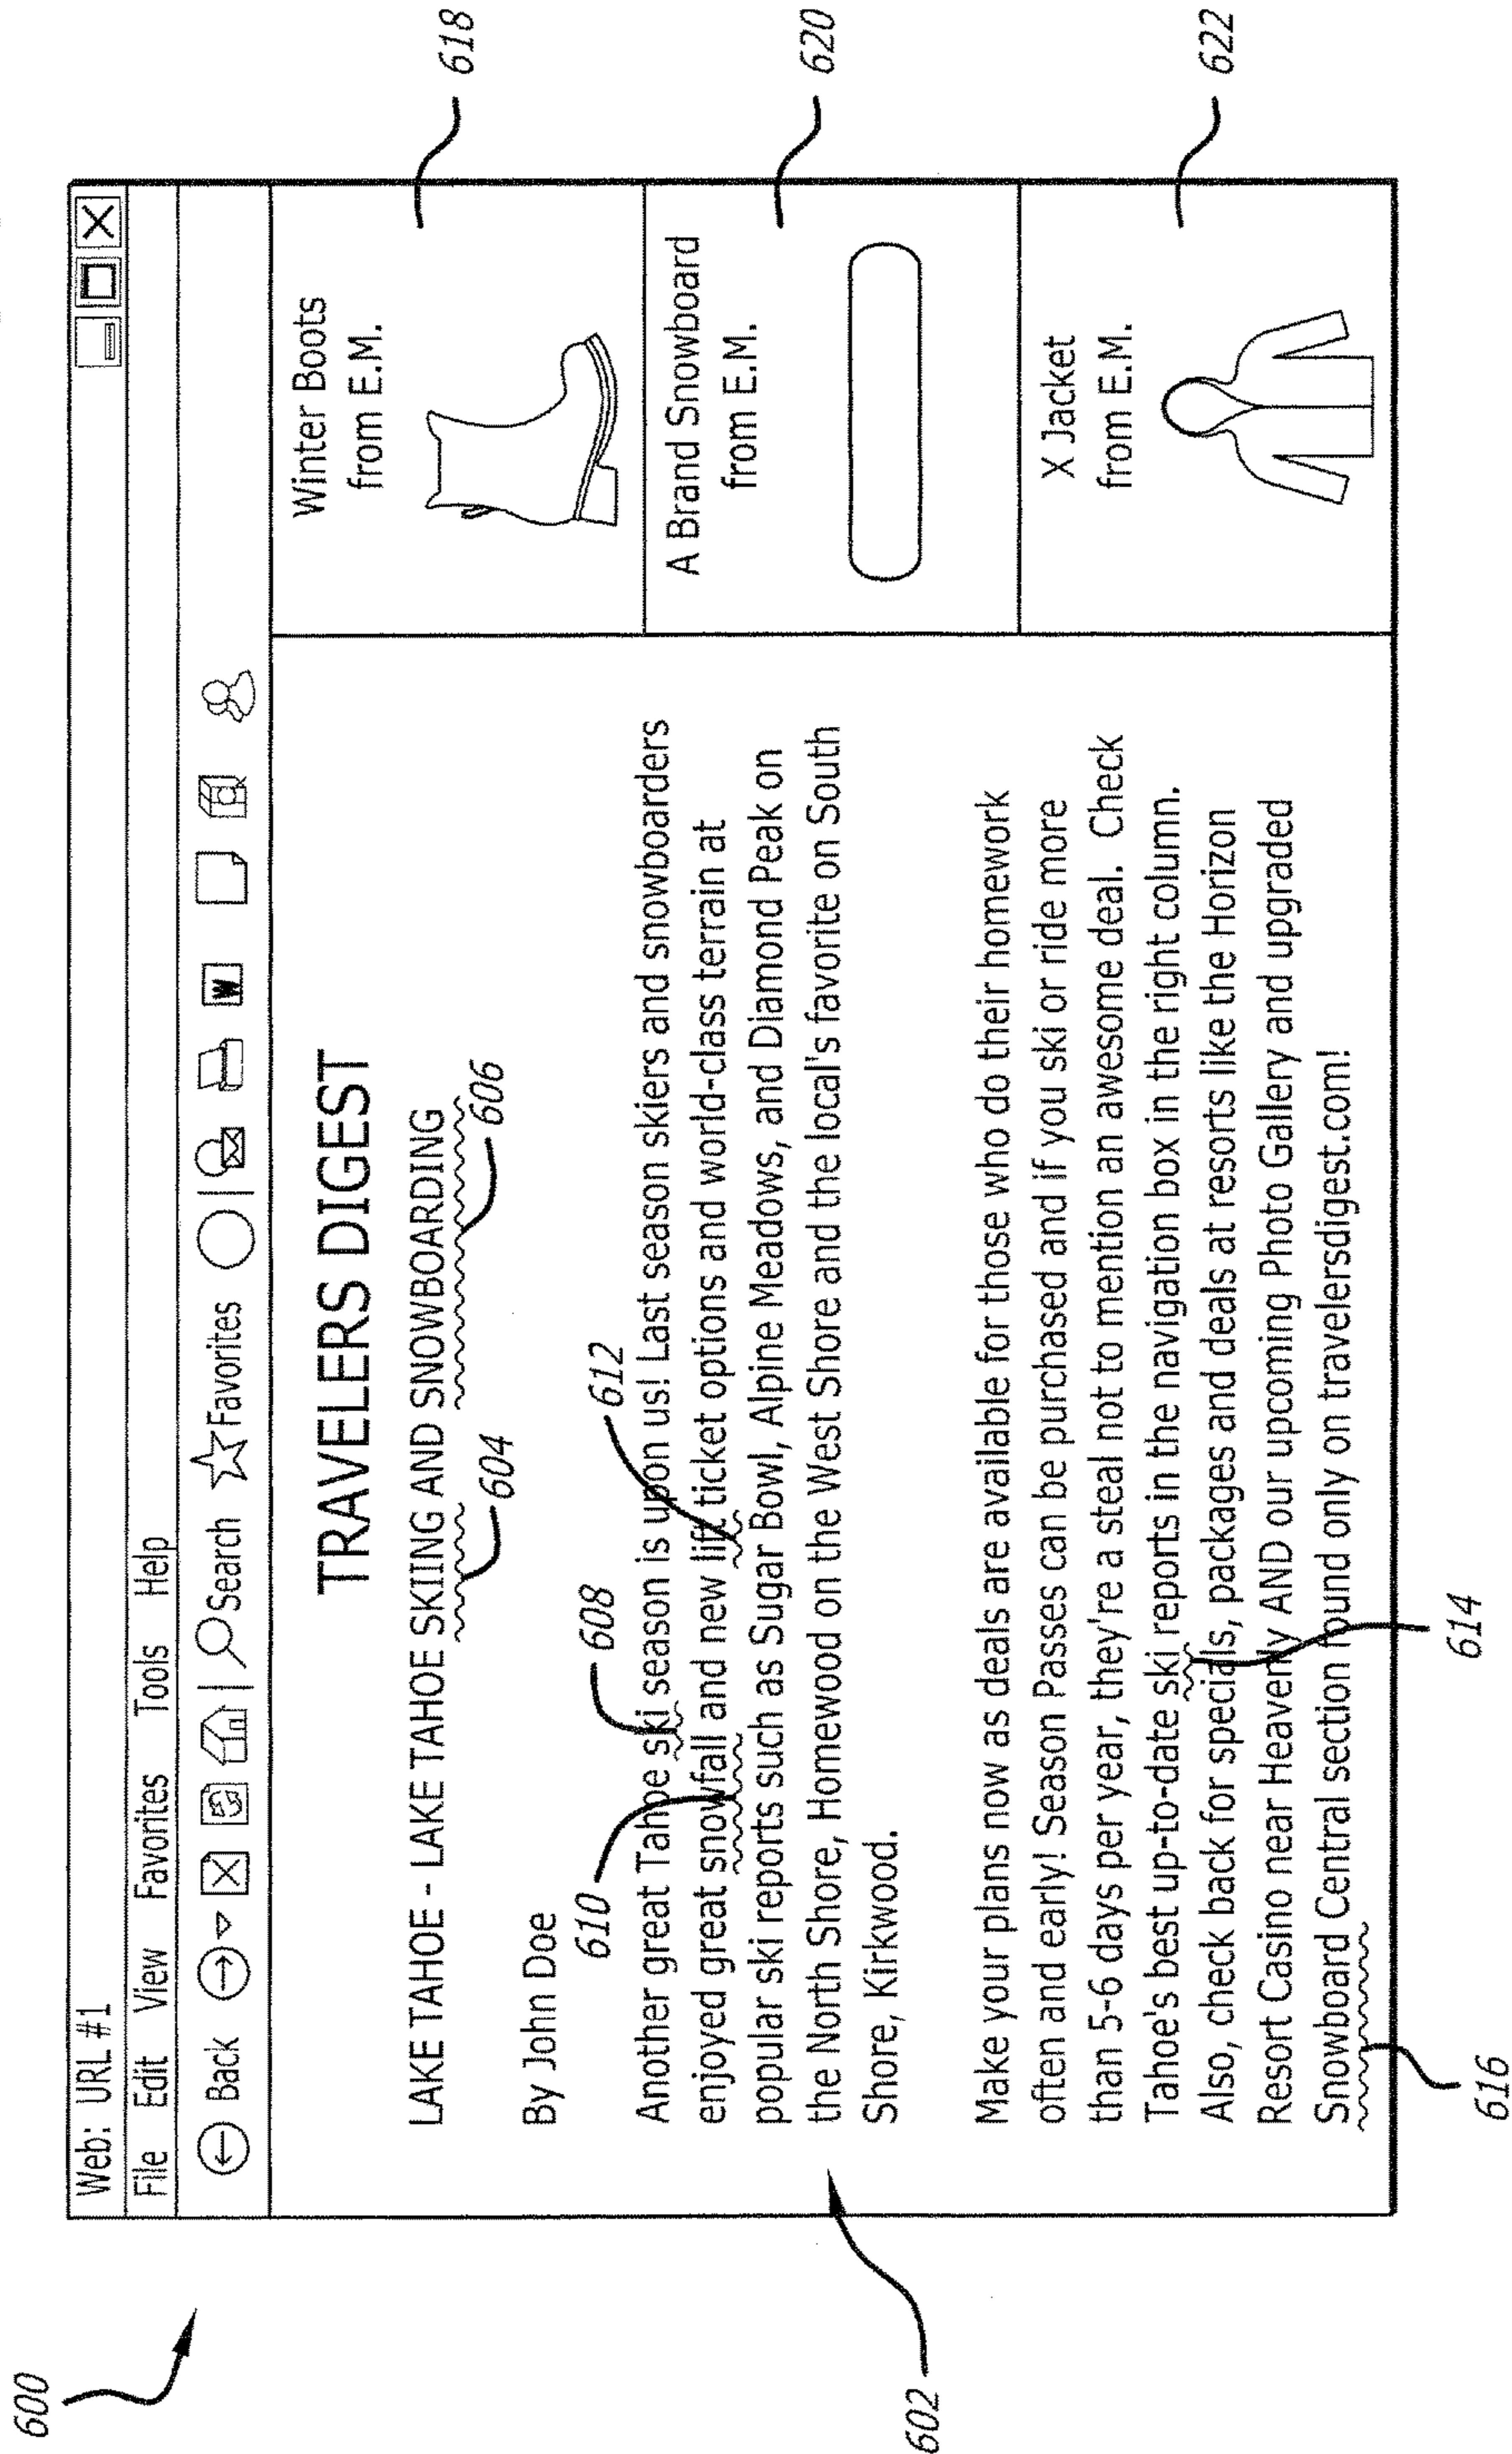 600
Web: URL #1
File Edit View Favorites Tools Help
Back Search Favorites W
TRAVELERS DIGEST
LAKE TAHOE - LAKE TAHOE SKIING AND SNOWBOARDING
604
606
By John Doe
610
608
612
Another great Tahoe ski season is upon us! Last season skiers and snowboarders
enjoyed great snowfall and new lift ticket options and world-class terrain at
popular ski reports such as Sugar Bowl, Alpine Meadows, and Diamond Peak on
the North Shore, Homewood on the West Shore and the local's favorite on South
Shore, Kirkwood.
602
Make your plans now as deals are available for those who do their homework
often and early! Season Passes can be purchased and if you ski or ride more
than 5-6 days per year, they're a steal not to mention an awesome deal. Check
Tahoe's best up-to-date ski reports in the navigation box in the right column.
Also, check back for specials, packages and deals at resorts like the Horizon
Resort Casino near Heavenly AND our upcoming Photo Gallery and upgraded
Snowboard Central section found only on travelersdigest.com!
616
614
Winter Boots
from E.M.
618
A Brand Snowboard
from E.M.
620
X Jacket
from E.M.
622